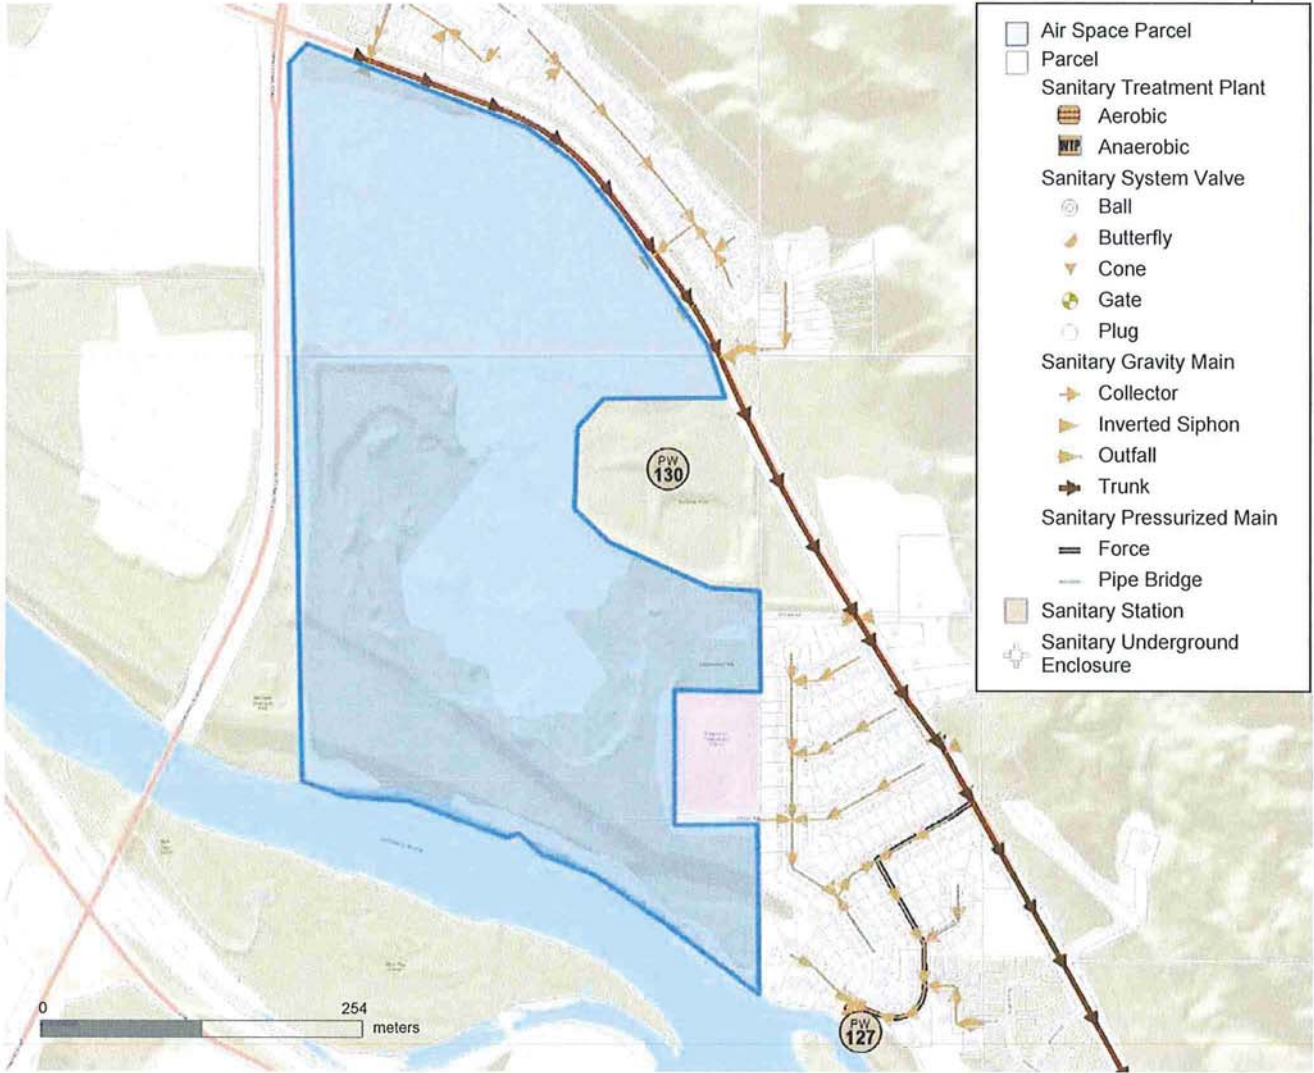 Air Space Parcel
Parcel
Sanitary Treatment Plant
Aerobic
WTP Anaerobic
Sanitary System Valve
Ball
Butterfly
Cone
Gate
Plug
Sanitary Gravity Main
Collector
Inverted Siphon
Outfall
Trunk
Sanitary Pressurized Main
Force
Pipe Bridge
Sanitary Station
Sanitary Underground
Enclosure
PW
130
0 254
meters
PW
127